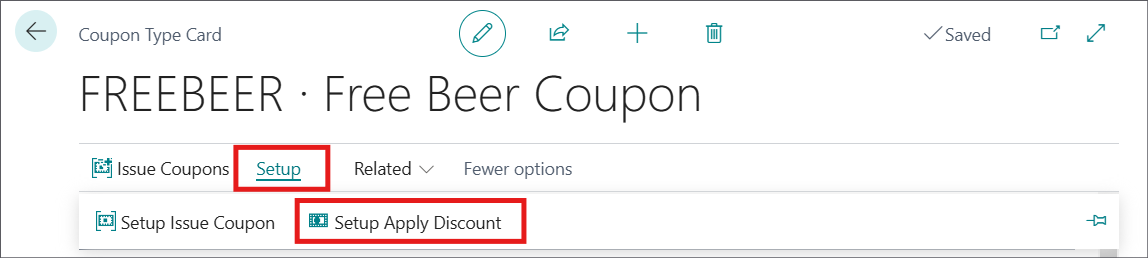 Coupon Type Card
Saved
FREEBEER · Free Beer Coupon
Issue Coupons Setup Related Fewer options
Setup Issue Coupon Setup Apply Discount